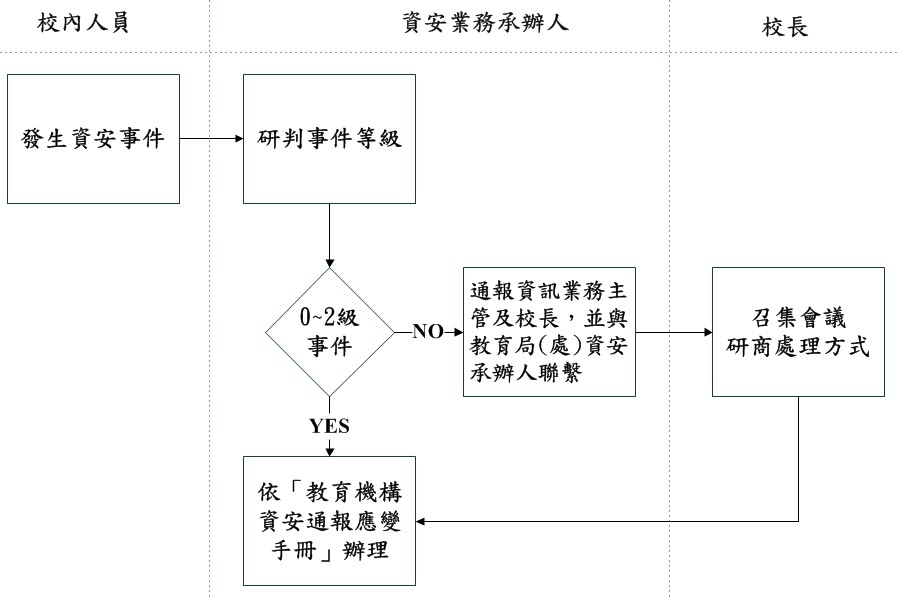 校內人員
資安業務承辦人
校長
發生資安事件
研判事件等級
0~2級
事件
NO
通報資訊業務主
管及校長，並與
教育局(處)資安
承辦人聯繫
召集會議
研商處理方式
YES
依「教育機構
資安通報應變
手冊」辦理